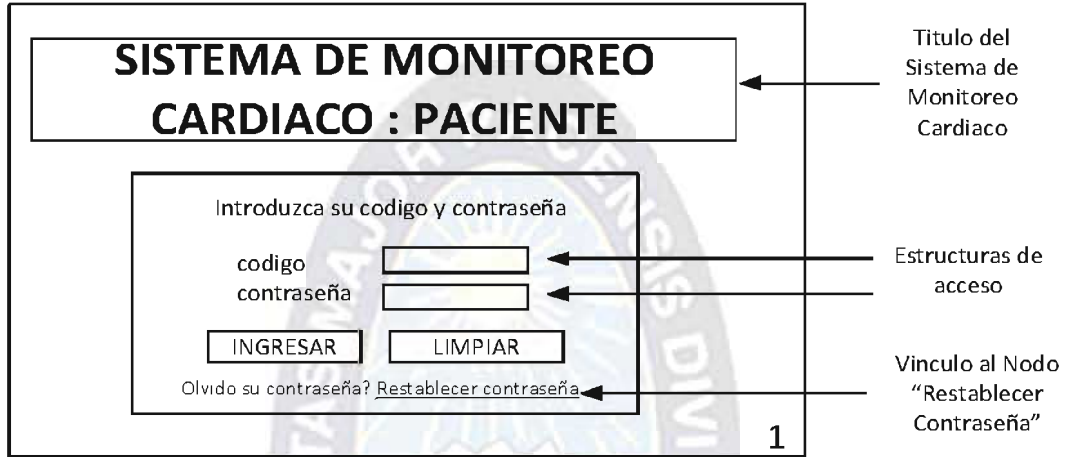 SISTEMA DE MONITOREO
CARDIACO : PACIENTE
Introduzca su codigo y contraseña
codigo
contraseña
INGRESAR LIMPIAR
Olvido su contraseña? Restablecer contraseña
1
Titulo del
Sistema de
Monitoreo
Cardiaco
Estructuras de
acceso
Vinculo al Nodo
“Restablecer
Contraseña”